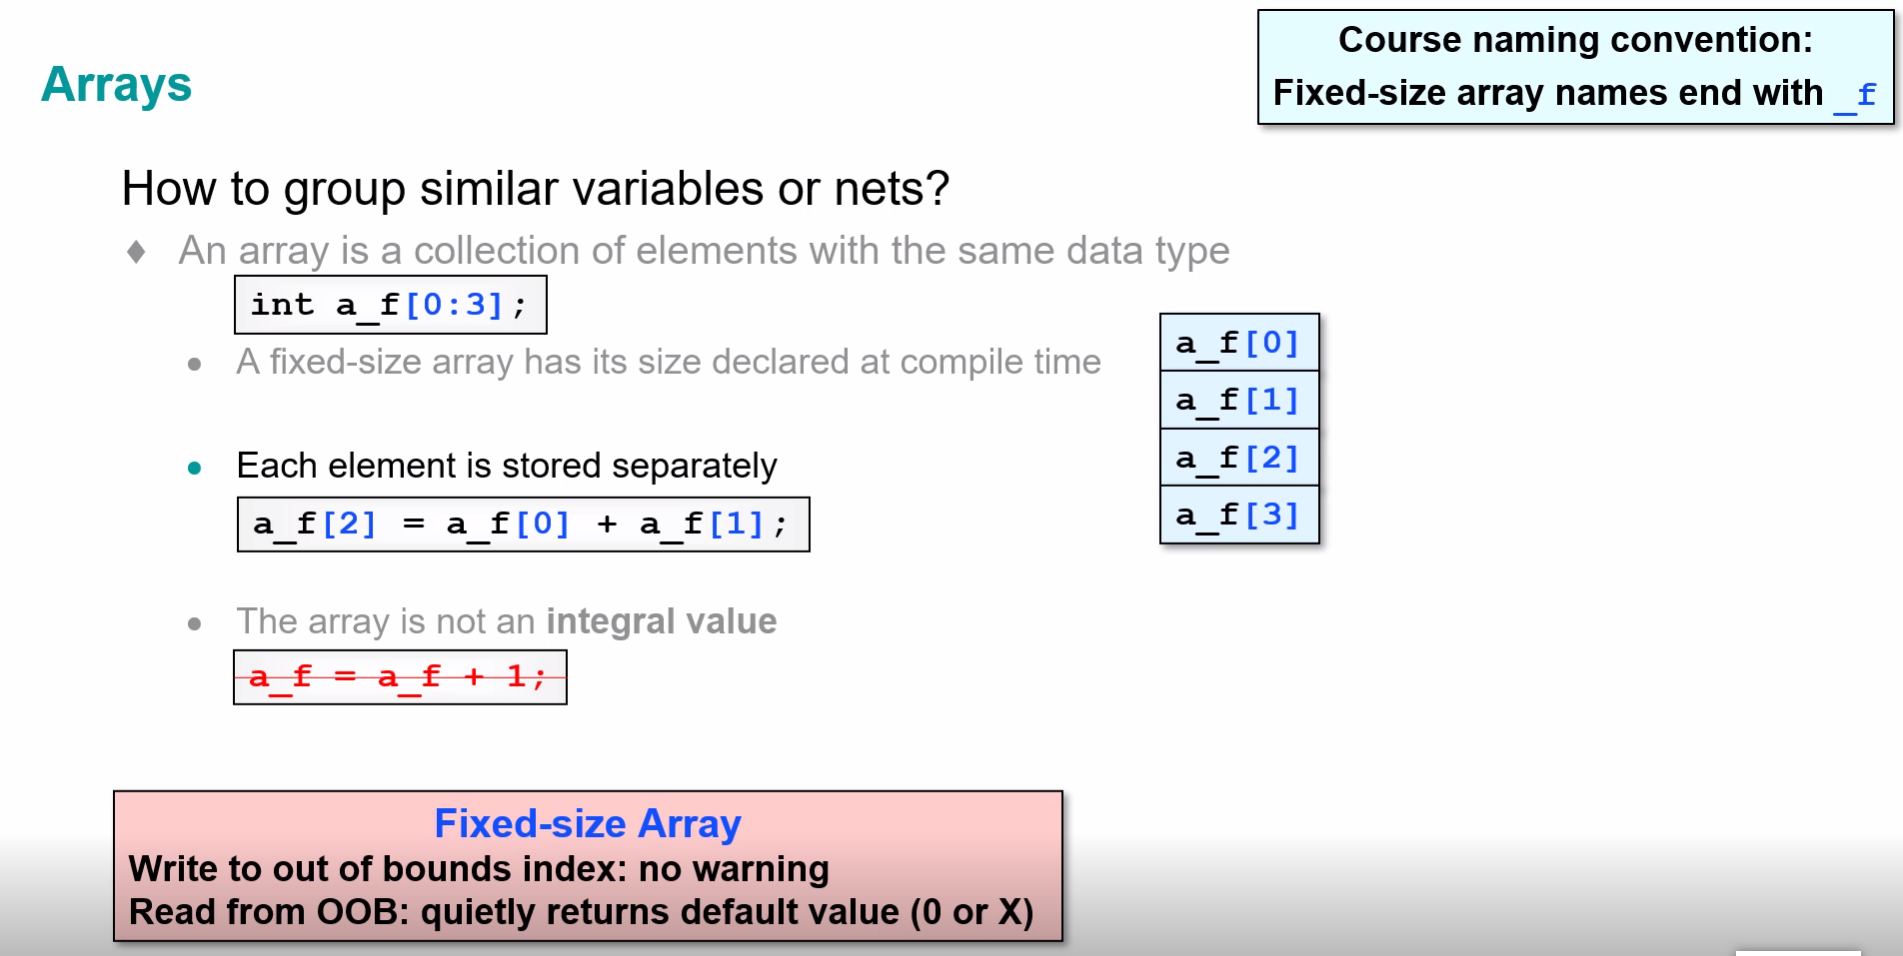 Arrays
Course naming convention:
Fixed-size array names end with _f
How to group similar variables or nets?
♦ An array is a collection of elements with the same data type
int a_f[0:3];
• A fixed-size array has its size declared at compile time
• Each element is stored separately
a_f[2] = a_f[0] + a_f[1];
• The array is not an integral value
a_f = a_f + 1;
a_f[0]
a_f[1]
a_f[2]
a_f[3]
Fixed-size Array
Write to out of bounds index: no warning
Read from OOB: quietly returns default value (0 or X)